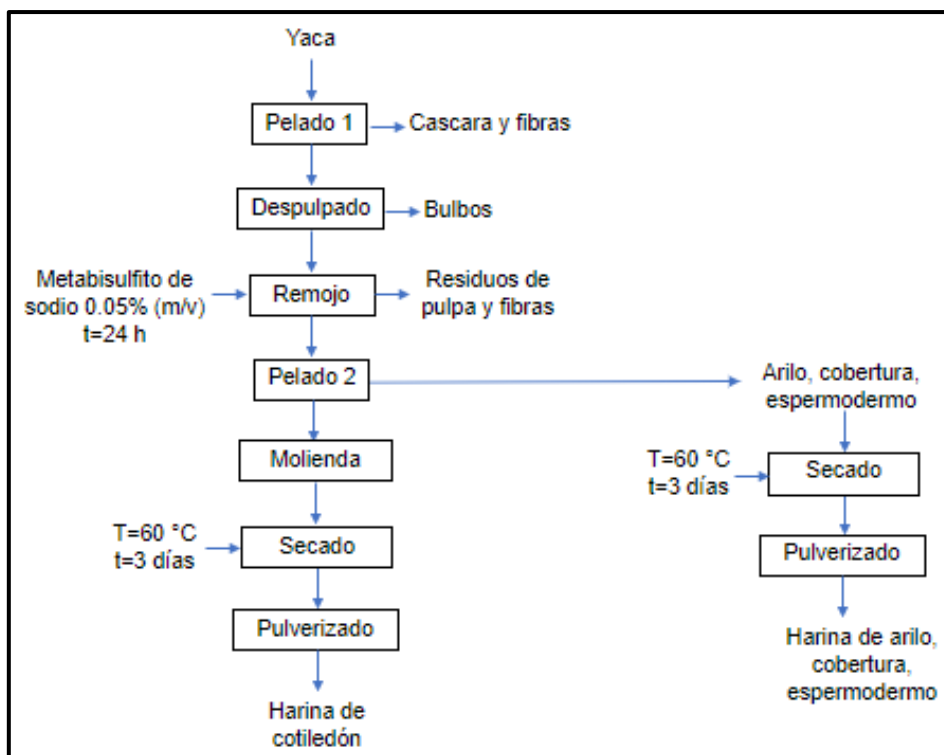 Yaca
Pelado 1
Cascara y fibras
Despulpado
Bulbos
Metabisulfito de
sodio 0.05% (m/v)
t=24 h
Remojo
Residuos de
pulpa y fibras
Pelado 2
Arilo, cobertura,
espermodermo
Molienda
T=60 °C
t=3 días
Secado
T=60 °C
t=3 días
Secado
Pulverizado
Pulverizado
Harina de
cotiledón
Harina de arilo,
cobertura,
espermodermo